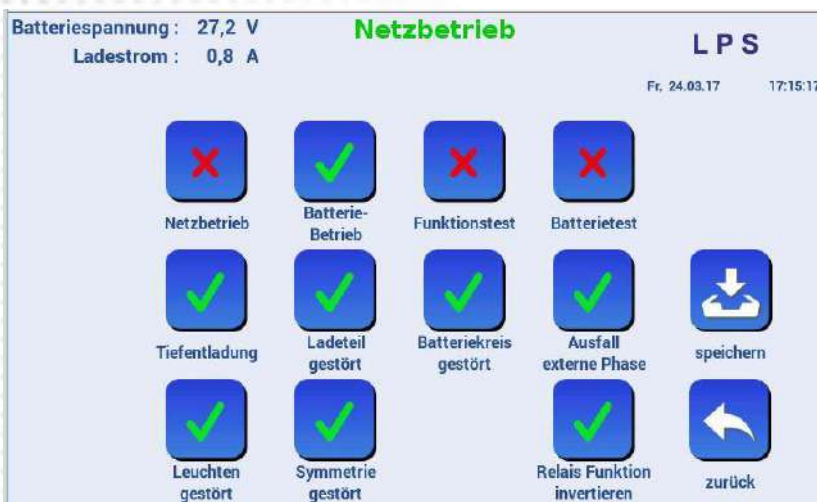 Batteriespannung : 27,2 V
Netzbetrieb
LPS
Ladestrom : 0,8 A
Fr, 24.03.17 17:15:17
Netzbetrieb
Batterie-
Betrieb
Funktionstest
Batterietest
Tiefentladung
Ladeteil
gestört
Batteriekreis
gestört
Ausfall
externe Phase
speichern
Leuchten
gestört
Symmetrie
gestört
Relais Funktion
invertieren
zurück